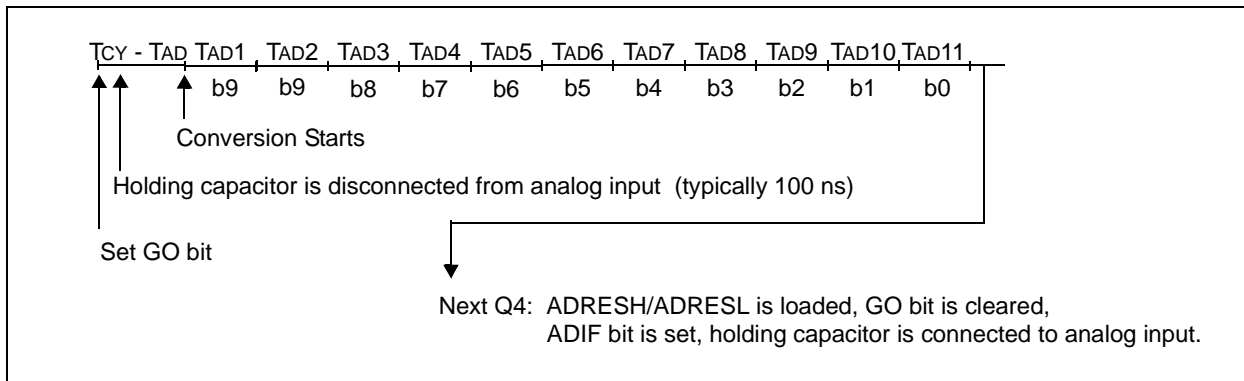 TCY - TAD TAD1 TAD2 TAD3 TAD4 TAD5 TAD6 TAD7 TAD8 TAD9 TAD10 TAD11
b9 b9 b8 b7 b6 b5 b4 b3 b2 b1 b0
Conversion Starts
Holding capacitor is disconnected from analog input (typically 100 ns)
Set GO bit
Next Q4: ADRESH/ADRESL is loaded, GO bit is cleared,
ADIF bit is set, holding capacitor is connected to analog input.